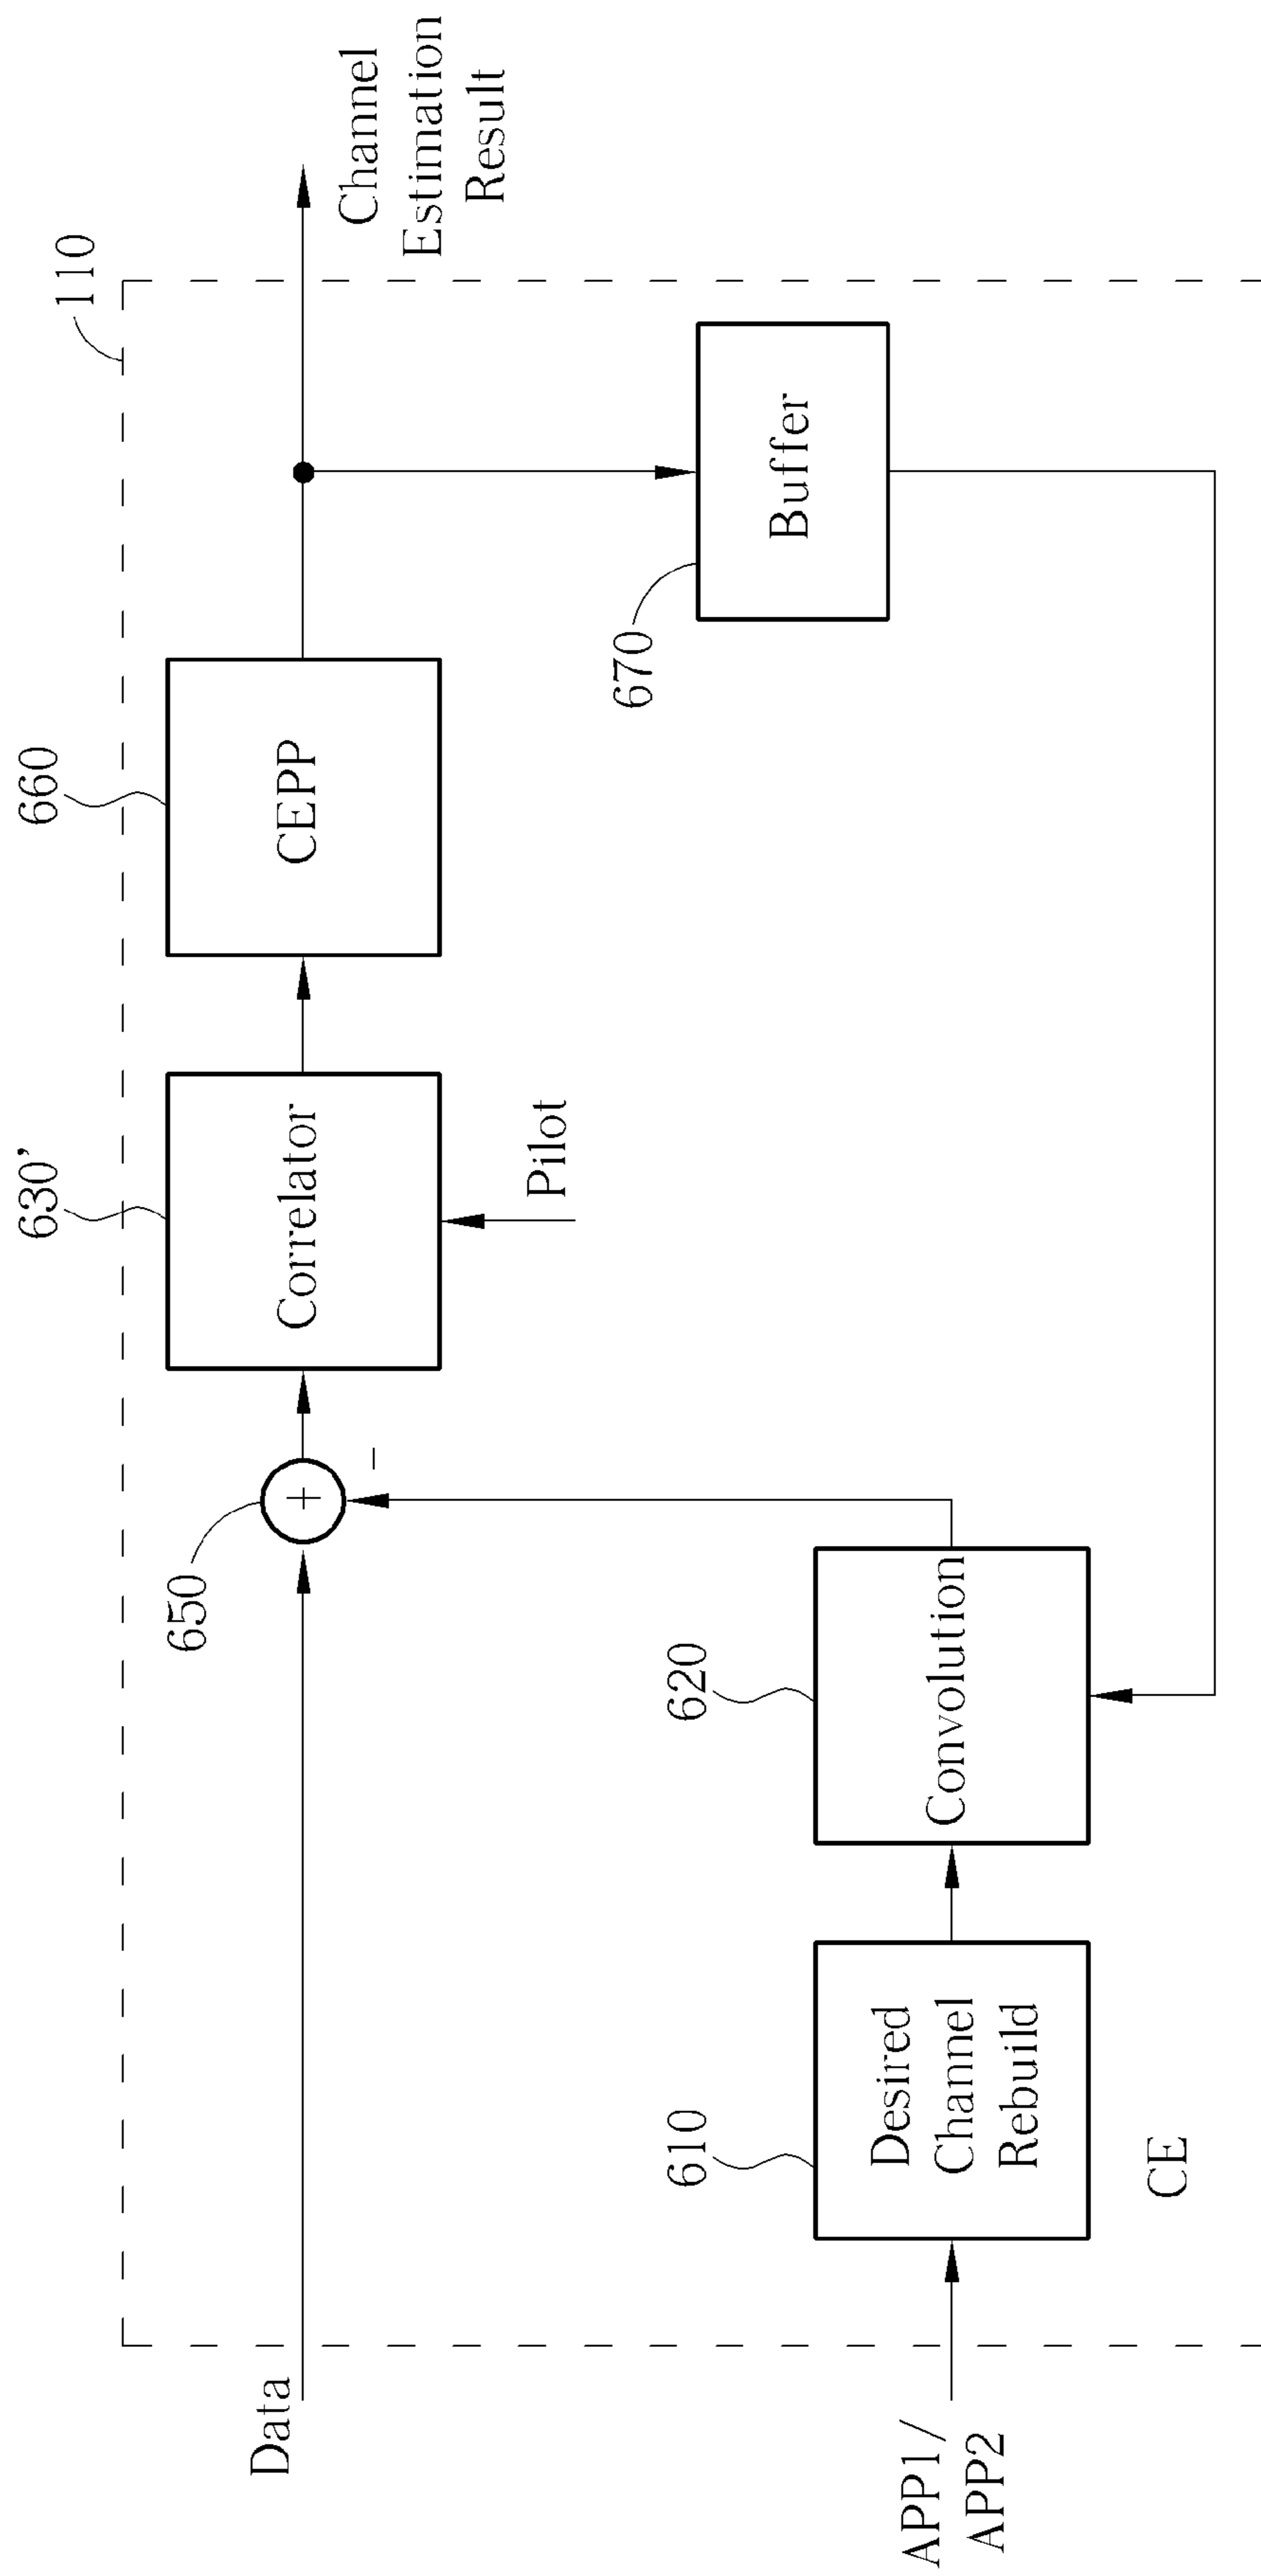 110
660
630’
650
Data
+
-
Correlator
CEPP
Channel
Estimation
Result
Pilot
670
Buffer
610
620
APP1/
APP2
Desired
Channel
Rebuild
Convolution
CE